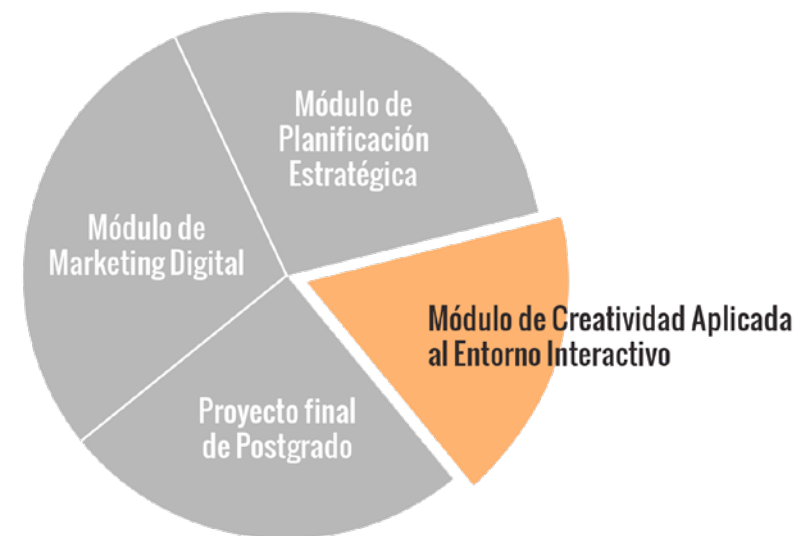 Módulo de
Planificación
Estratégica
Módulo de
Marketing Digital
Módulo de Creatividad Aplicada
al Entorno Interactivo
Proyecto final
de Postgrado